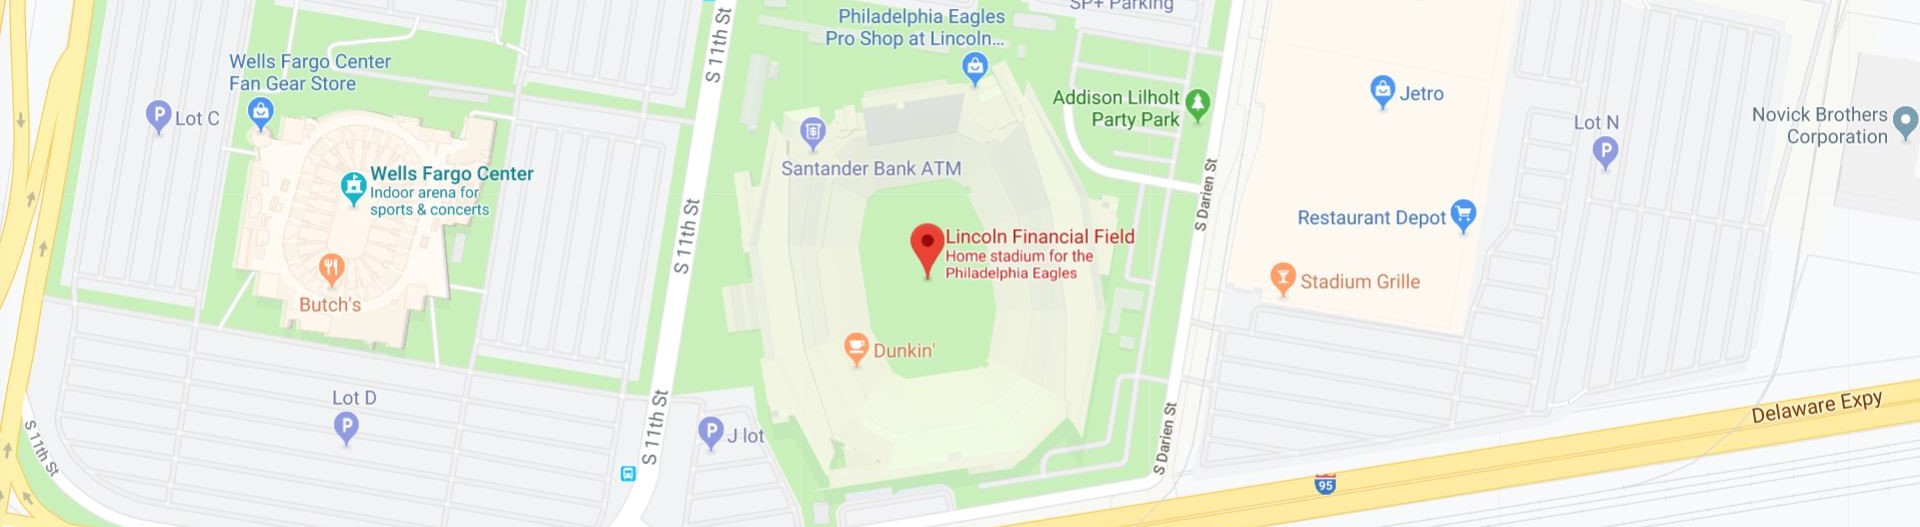 SP+ Parking
Philadelphia Eagles
Pro Shop at Lincoln...
S 11th St
Wells Fargo Center
Fan Gear Store
P Lot C
Addison Lilholt
Party Park
Jetro
Novick Brothers
Corporation
Lot N
P
Santander Bank ATM
Wells Fargo Center
Indoor arena for
sports & concerts
S Darien St
S 11th St
Restaurant Depot
Lincoln Financial Field
Home stadium for the
Philadelphia Eagles
Stadium Grille
Butch's
Dunkin'
Lot D
P
S 11th St
P J lot
S Darien St
Delaware Expy
S 11th St
95